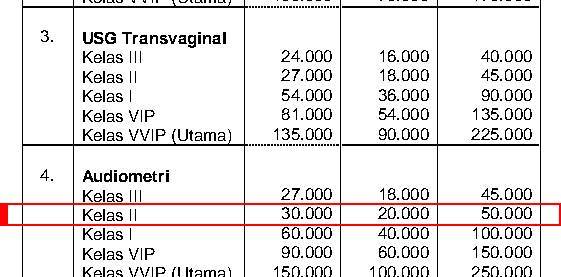 Kelas VVIP (Utama)
3. USG Transvaginal
Kelas III 24.000 16.000 40.000
Kelas II 27.000 18.000 45.000
Kelas I 54.000 36.000 90.000
Kelas VIP 81.000 54.000 135.000
Kelas VVIP (Utama) 135.000 90.000 225.000
4. Audiometri
Kelas III 27.000 18.000 45.000
Kelas II 30.000 20.000 50.000
Kelas I 60.000 40.000 100.000
Kelas VIP 90.000 60.000 150.000
Kelas VVIP (Utama) 150.000 100.000 250.000